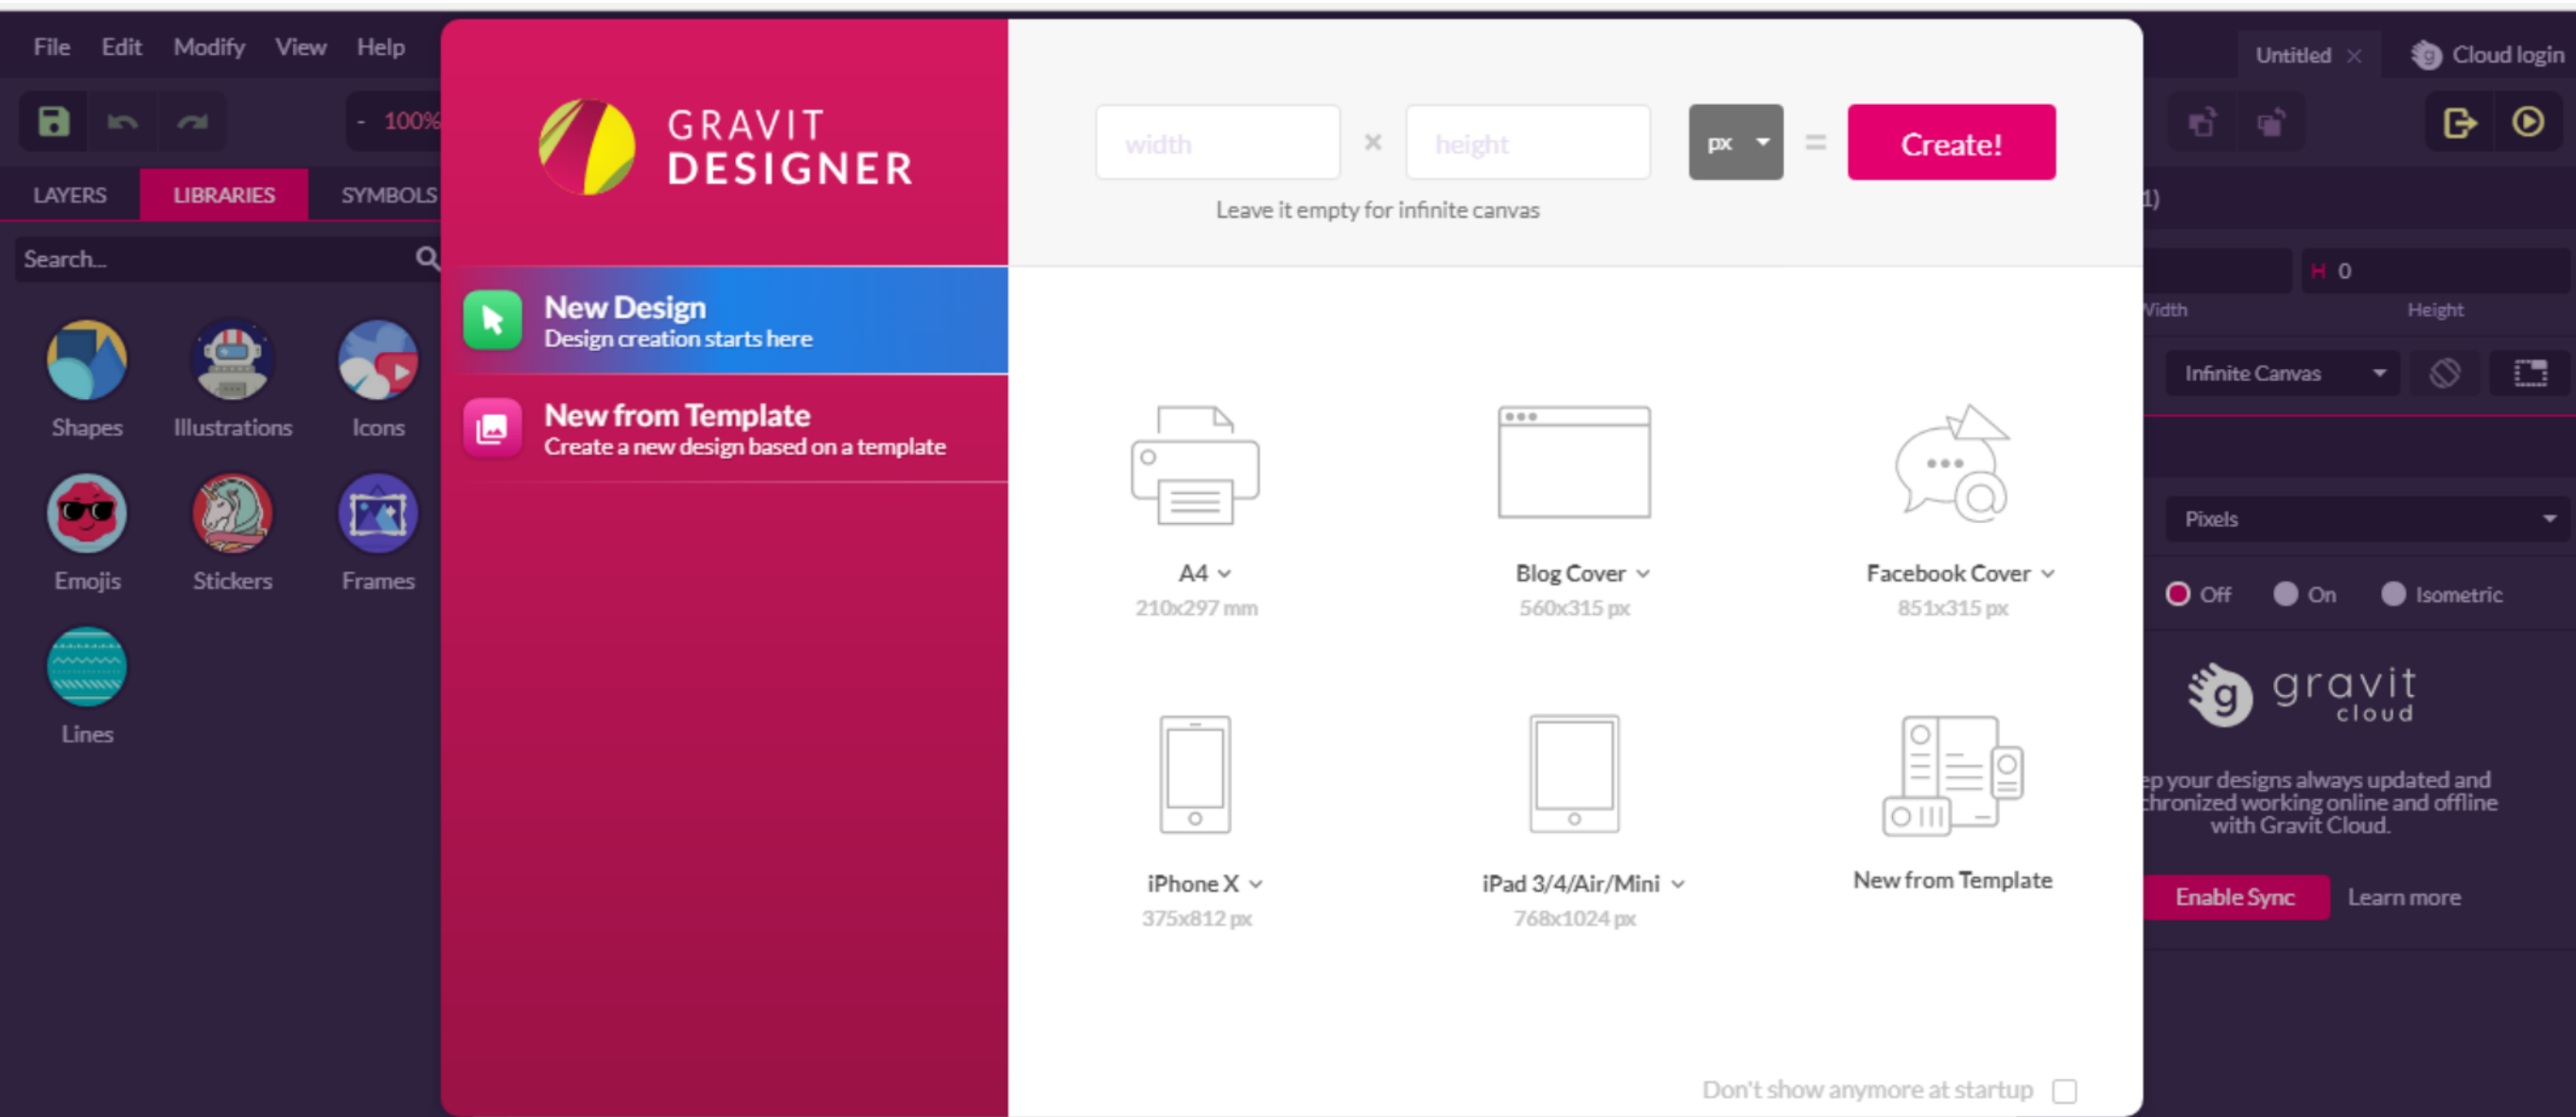 File Edit Modify View Help
Untitled
Cloud login
- 100%
LAYERS LIBRARIES SYMBOLS
Search...
Shapes Illustrations Icons
Emojis Stickers Frames
Lines
GRAVIT
DESIGNER
New Design
Design creation starts here
New from Template
Create a new design based on a template
width × height px = Create!
Leave it empty for infinite canvas
A4
210x297 mm
Blog Cover
560x315 px
Facebook Cover
851x315 px
iPhone X
375x812 px
iPad 3/4/Air/Mini
768x1024 px
New from Template
Don't show anymore at startup
1)
H 0
Width Height
Infinite Canvas
Pixels
Off On Isometric
g gravit
cloud
ep your designs always updated and
chronized working online and offline
with Gravit Cloud.
Enable Sync Learn more